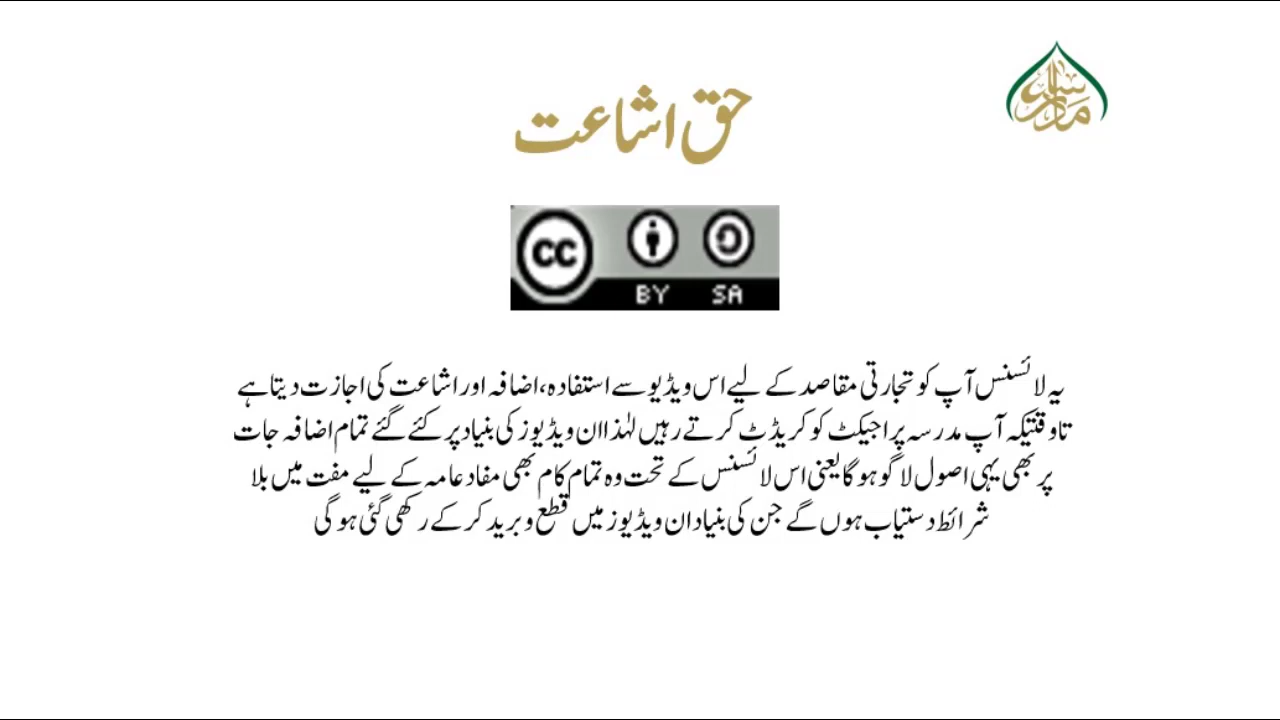 حق اشاعت
مدرسہ
CC
BY SA
یہ لائسنس آپ کو تجارتی مقاصد کے لیے اس ویڈیو سے استفادہ، اضافہ اور اشاعت کی اجازت دیتا ہے
تاوقتیکہ آپ مدرسہ پراجیکٹ کو کریڈٹ کرتے رہیں لہٰذا ان ویڈیوز کی بنیاد پر کئے گئے تمام اضافہ جات
پر بھی یہی اصول لاگو ہوگا یعنی اس لائسنس کے تحت وہ تمام کام بھی مفاد عامہ کے لیے مفت میں بلا
شرائط دستیاب ہوں گے جن کی بنیاد ان ویڈیوز میں قطع و برید کر کے رکھی گئی ہو گی